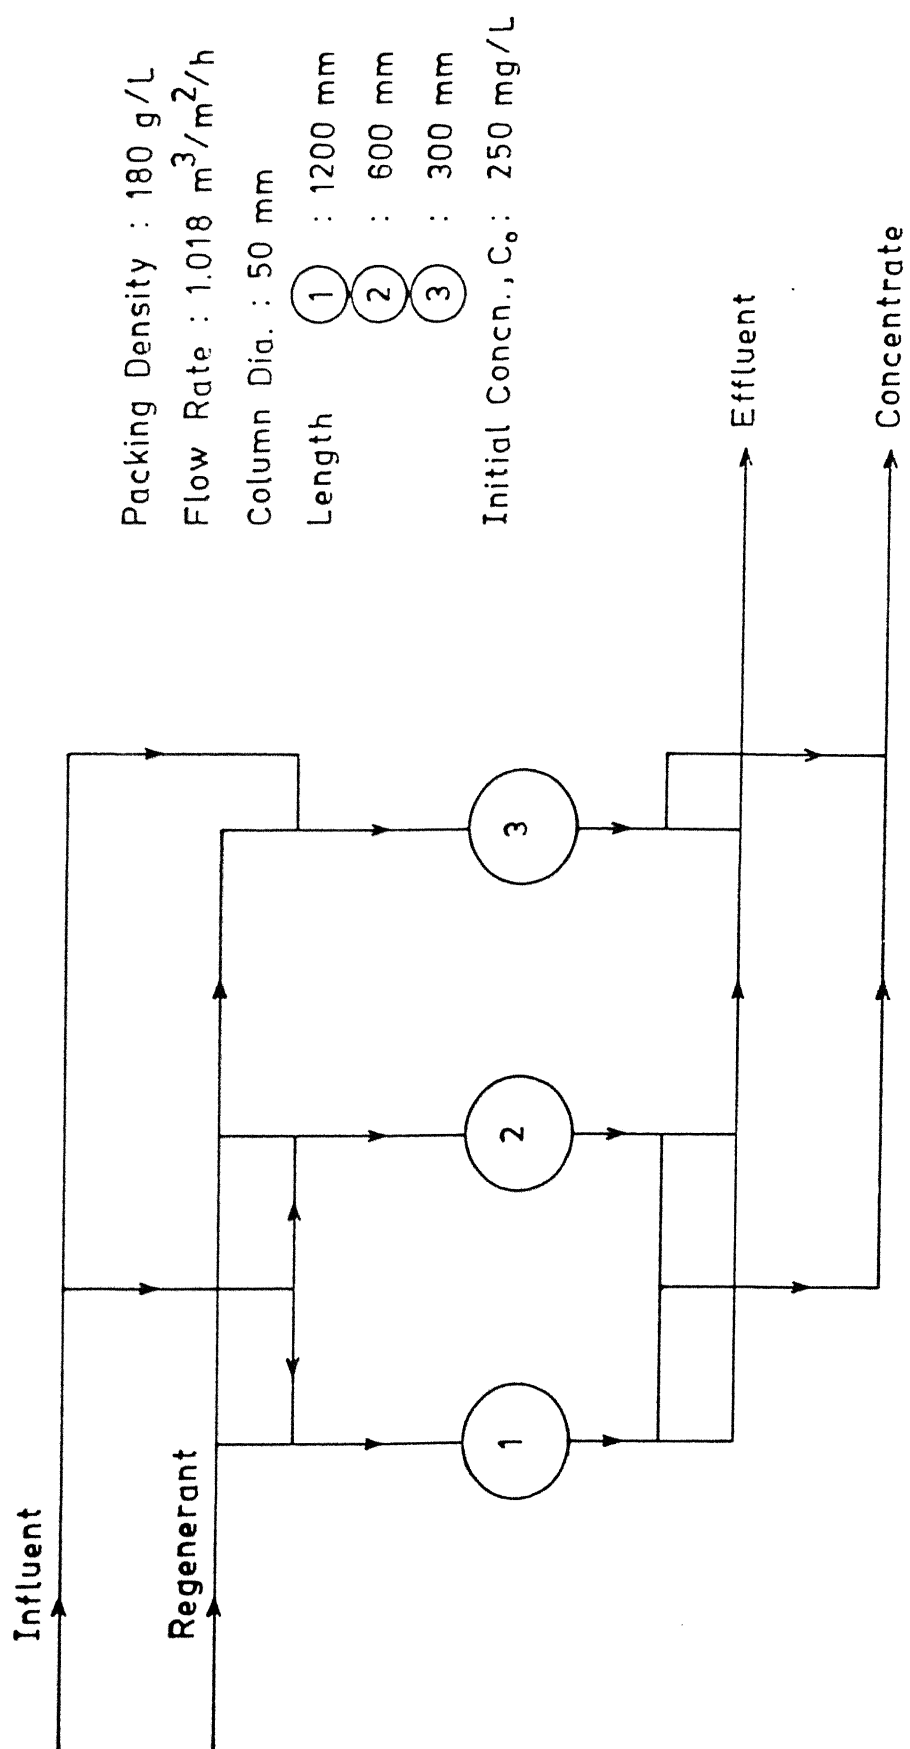 Packing Density : 180 g/L
Flow Rate : 1.018 m³/m²/h
Column Dia. : 50 mm
Length 1 : 1200 mm
2 : 600 mm
3 : 300 mm
Initial Concn., C₀ : 250 mg/L
Influent
Regenerant
1
2
3
Effluent
Concentrate